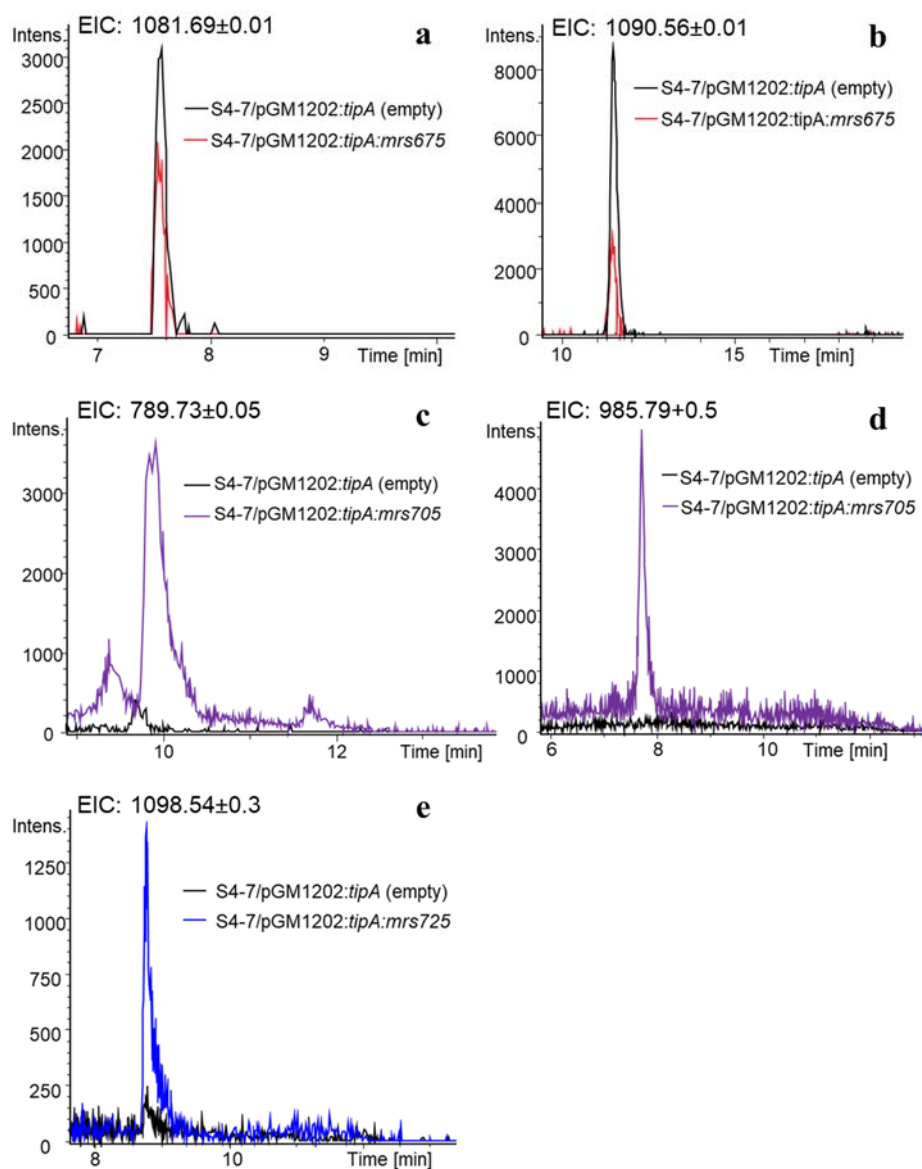 EIC: 1081.69±0.01
a
Intens.
3000
2500
2000
1500
1000
500
0
S4-7/pGM1202:tipA (empty)
S4-7/pGM1202:tipA:mrs675
7
8
9
Time [min]
EIC: 1090.56±0.01
b
Intens.
8000
6000
4000
2000
0
S4-7/pGM1202:tipA (empty)
S4-7/pGM1202:tipA:mrs675
10
15
Time [min]
EIC: 789.73±0.05
c
Intens.
3000
2000
1000
0
S4-7/pGM1202:tipA (empty)
S4-7/pGM1202:tipA:mrs705
10
12
Time [min]
EIC: 985.79+0.5
d
Intens.
4000
3000
2000
1000
0
S4-7/pGM1202:tipA (empty)
S4-7/pGM1202:tipA:mrs705
6
8
10
Time [min]
EIC: 1098.54±0.3
e
Intens.
1250
1000
750
500
250
0
S4-7/pGM1202:tipA (empty)
S4-7/pGM1202:tipA:mrs725
8
10
Time [min]